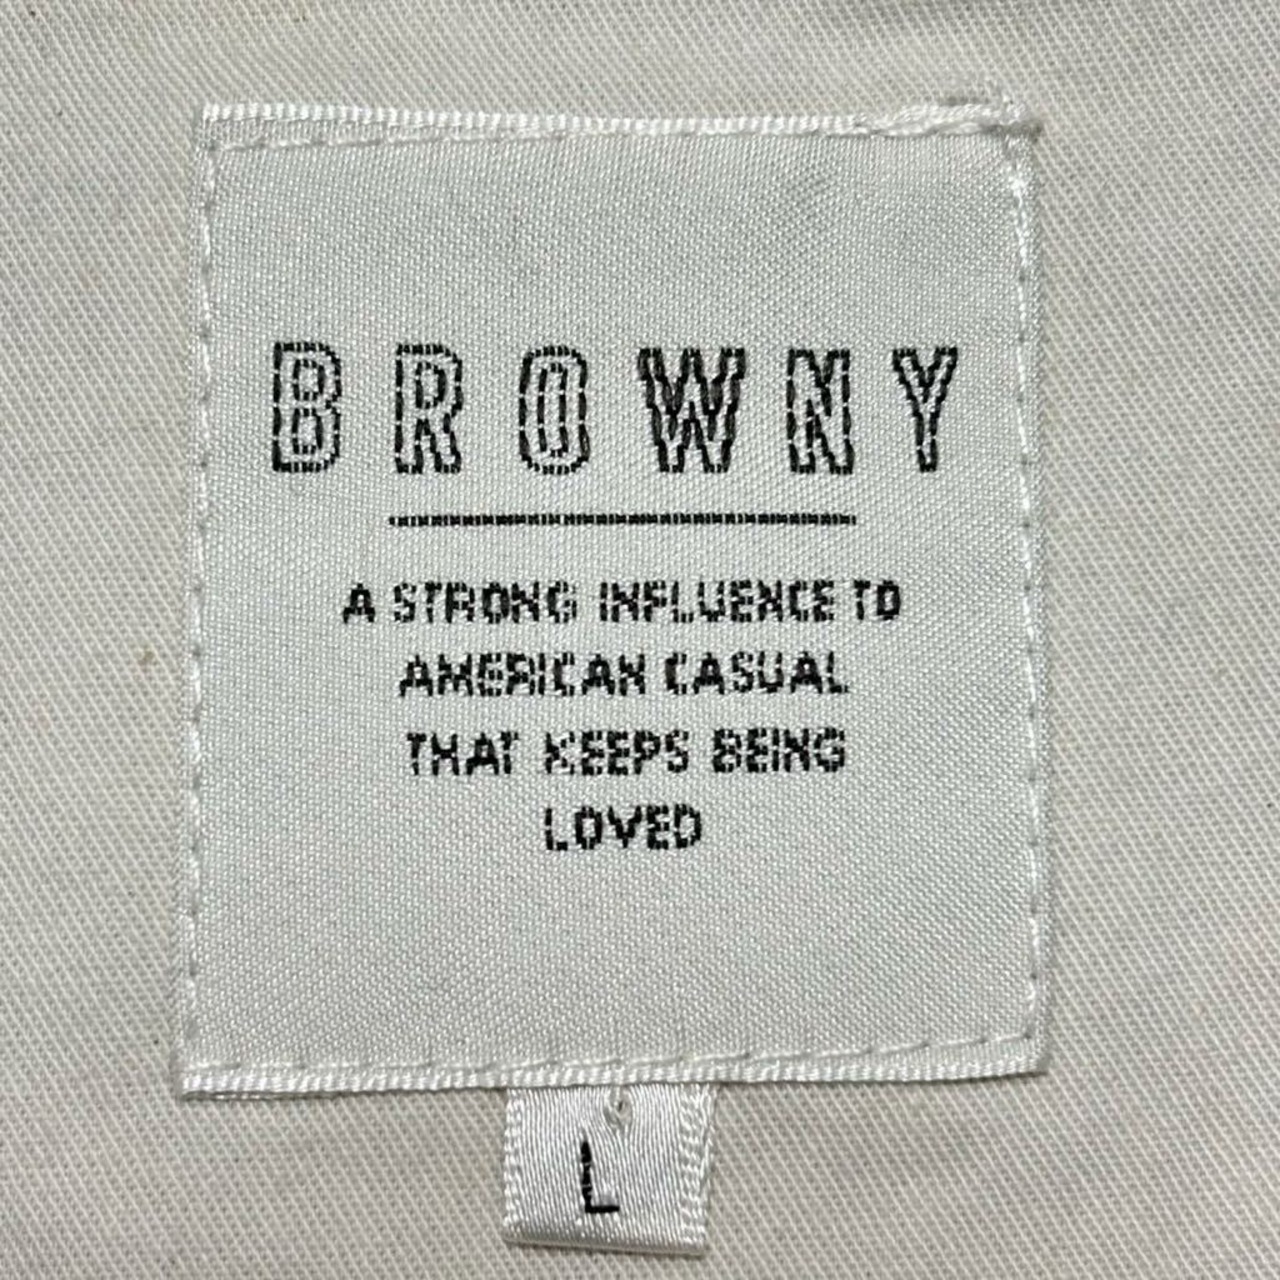 BROWNY
A STRONG INFLUENCE TO
AMERICAN CASUAL
THAT KEEPS BEING
LOVED
L